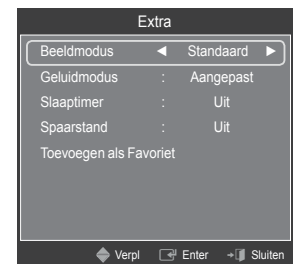 Extra
Beeldmodus ◄ Standaard ►
Geluidmodus : Aangepast
Slaaptimer : Uit
Spaarstand : Uit
Toevoegen als Favoriet
Verpl Enter Sluiten